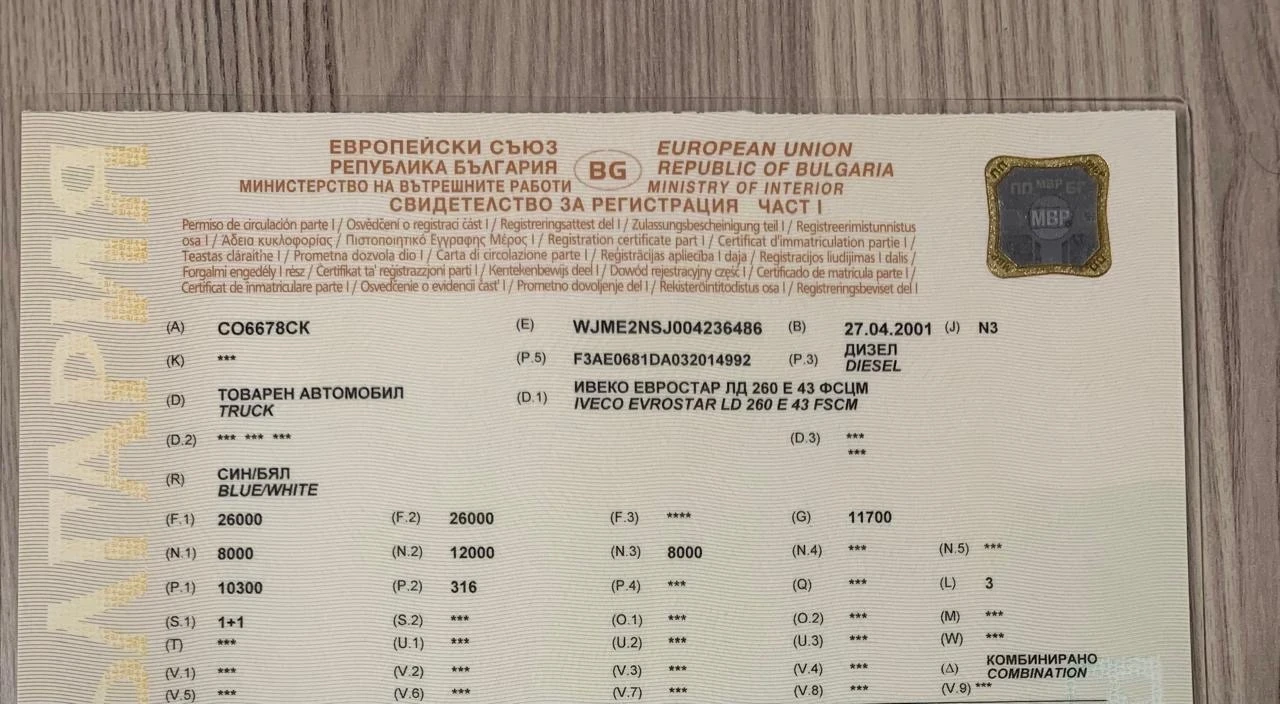 БЪЛГАРИЯ
ЕВРОПЕЙСКИ СЪЮЗ EUROPEAN UNION
РЕПУБЛИКА БЪЛГАРИЯ BG REPUBLIC OF BULGARIA
МИНИСТЕРСТВО НА ВЪТРЕШНИТЕ РАБОТИ MINISTRY OF INTERIOR
СВИДЕТЕЛСТВО ЗА РЕГИСТРАЦИЯ ЧАСТ I
МВР
Permiso de circulación parte I / Osvědčení o registraci část I / Registreringsattest del I / Zulassungsbescheinigung teil I / Registreerimistunnistus
osa I / Άδεια κυκλοφορίας / Πιστοποιητικό Εγγραφης Μέρος I / Registration certificate part I / Certificat d'immatriculation partie I /
Teastas cláraithe I / Prometna dozvola dio I / Carta di circolazione parte I / Reģistrācijas apliecība I daļa / Registracijos liudijimas I dalis /
Forgalmi engedély I rész / Ċertifikat ta' reġistrazzjoni parti I / Kentekenbewijs deel I / Dowód rejestracyjny część I / Certificado de matrícula parte I /
Certificat de înmatriculare parte I / Osvedčenie o evidencii časť I / Prometno dovoljenje del I / Rekisteröintitodistus osa I / Registreringsbeviset del I
(A) CO6678CK (E) WJME2NSJ004236486 (B) 27.04.2001 (J) N3
(K) *** (P.5) F3AE0681DA032014992 (P.3) ДИЗЕЛ
DIESEL
(D) ТОВАРЕН АВТОМОБИЛ (D.1) ИВЕКО ЕВРОСТАР ЛД 260 Е 43 ФСЦМ
TRUCK IVECO EVROSTAR LD 260 E 43 FSCM
(D.2) *** *** *** (D.3) ***
***
(R) СИН/БЯЛ
BLUE/WHITE
(F.1) 26000 (F.2) 26000 (F.3) **** (G) 11700
(N.1) 8000 (N.2) 12000 (N.3) 8000 (N.4) *** (N.5) ***
(P.1) 10300 (P.2) 316 (P.4) *** (Q) *** (L) 3
(S.1) 1+1 (S.2) *** (O.1) *** (O.2) *** (M) ***
(T) *** (U.1) *** (U.2) *** (U.3) *** (W) ***
(V.1) *** (V.2) *** (V.3) *** (V.4) *** (Δ) КОМБИНИРАНО
COMBINATION
(V.5) *** (V.6) *** (V.7) *** (V.8) *** (V.9) ***